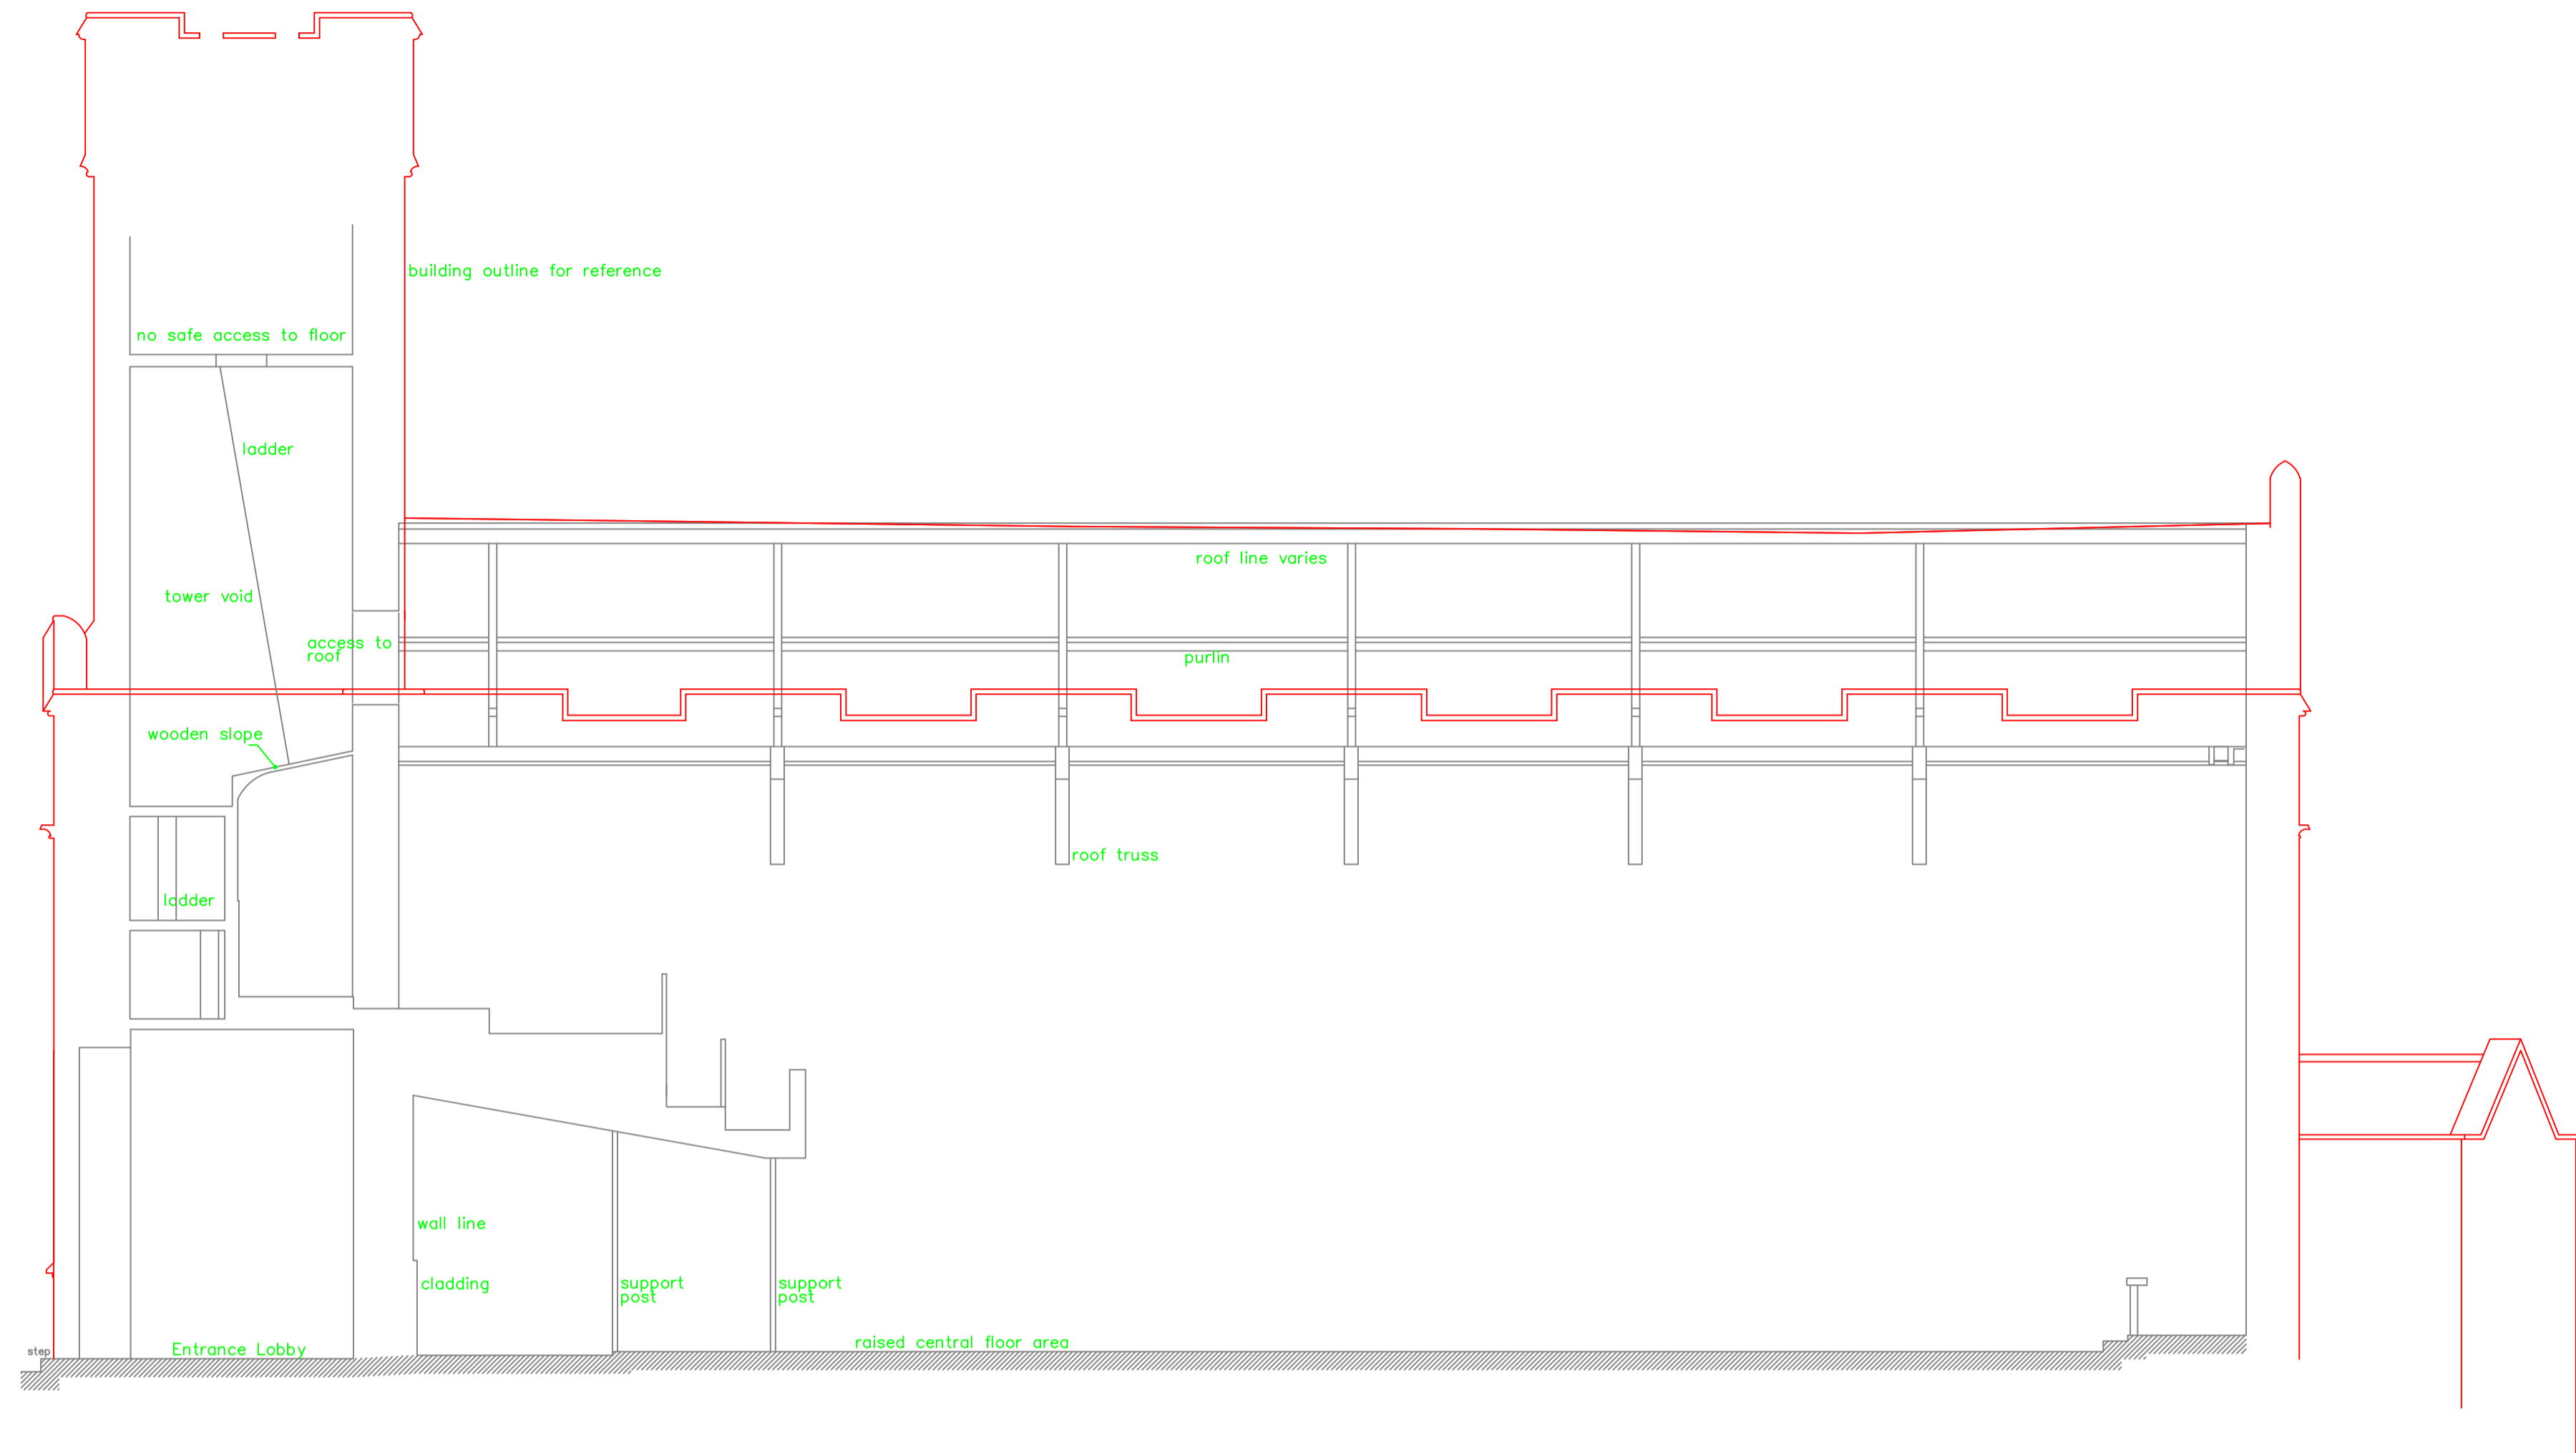 building outline for reference
no safe access to floor
ladder
roof line varies
tower void
access to
roof
purlin
wooden slope
roof truss
ladder
wall line
cladding
support
post
support
post
raised central floor area
Entrance Lobby
step